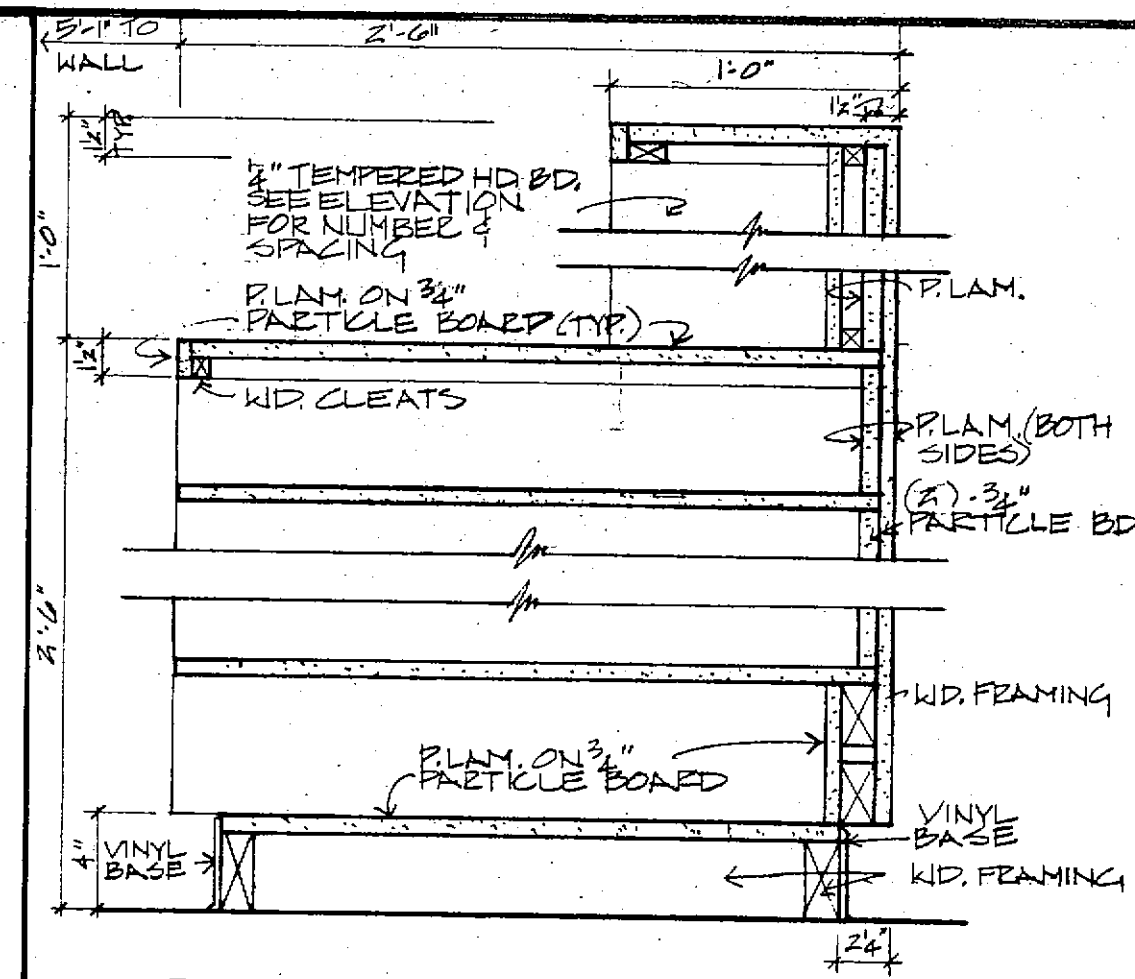 5'-1" TO
WALL
2'-6"
1'-0"
1½"
1½"
TYP.
¼" TEMPERED HD. BD.
SEE ELEVATION
FOR NUMBER &
SPACING
1'-0"
P. LAM. ON ¾"
PARTICLE BOARD (TYP.)
P. LAM.
1½"
WD. CLEATS
P. LAM. (BOTH
SIDES)
(2) - ¾"
PARTICLE BD
2'-6"
WD. FRAMING
P. LAM. ON ¾"
PARTICLE BOARD
4"
VINYL
BASE
VINYL
BASE
WD. FRAMING
2¼"